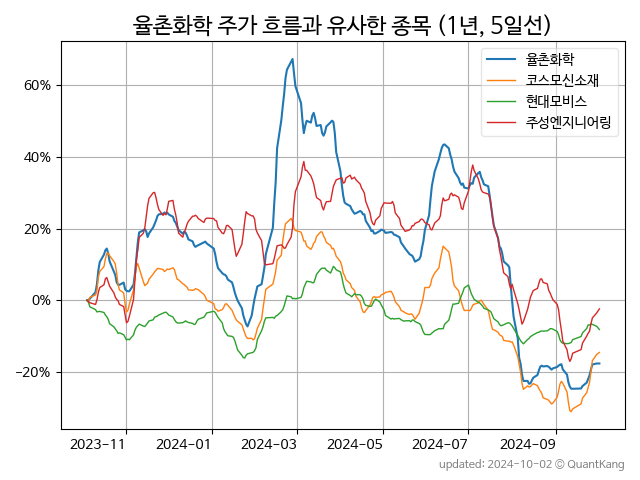 율촌화학 주가 흐름과 유사한 종목 (1년, 5일선)
율촌화학
코스모신소재
현대모비스
주성엔지니어링
60%
40%
20%
0%
−20%
2023−11
2024−01
2024−03
2024−05
2024−07
2024−09
updated: 2024-10-02 © QuantKang